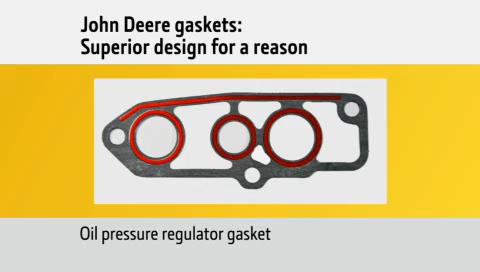 John Deere gaskets:
Superior design for a reason
Oil pressure regulator gasket